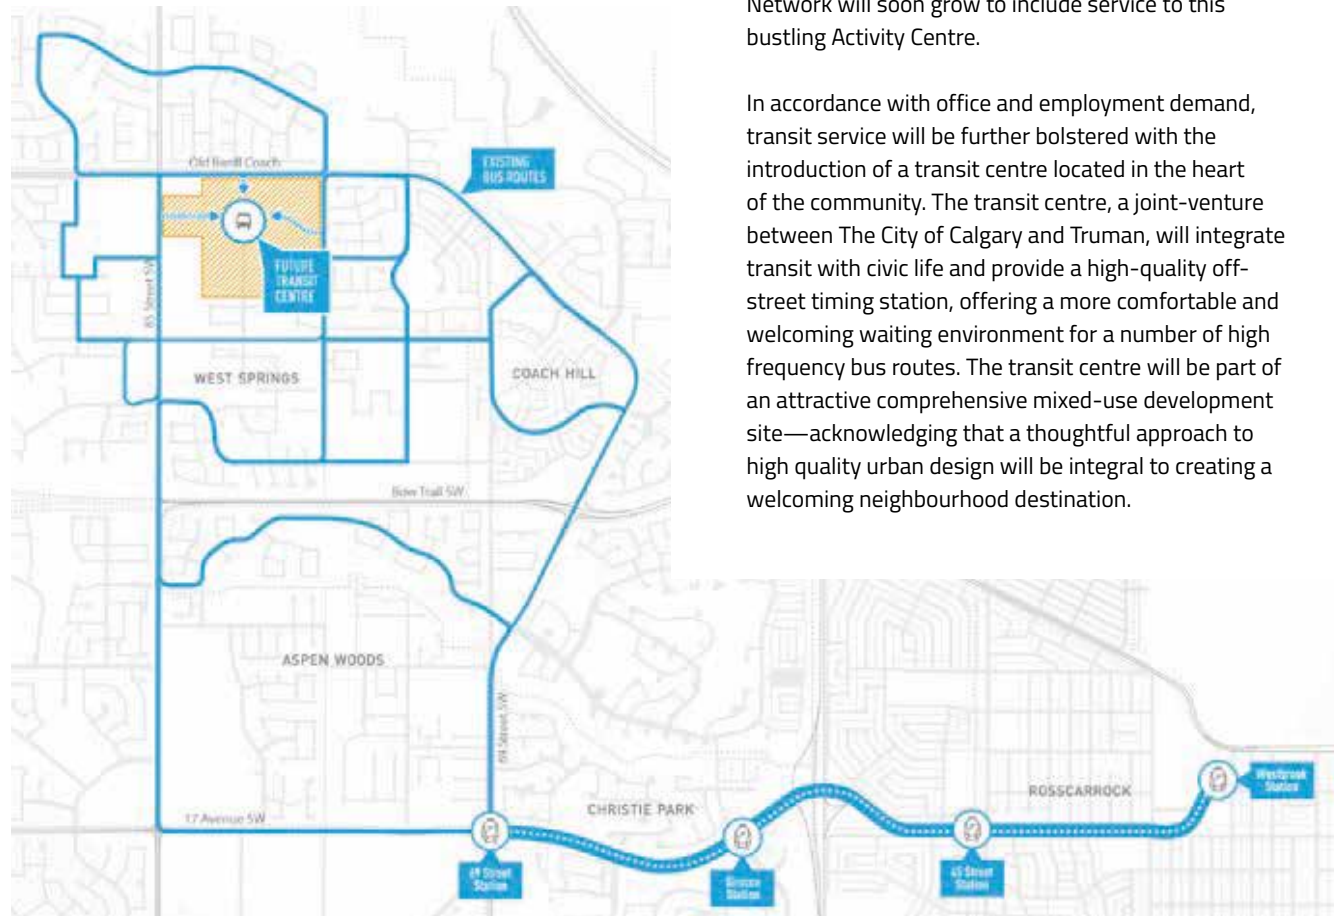 Network will soon grow to include service to this
bustling Activity Centre.
In accordance with office and employment demand,
transit service will be further bolstered with the
introduction of a transit centre located in the heart
of the community. The transit centre, a joint-venture
between The City of Calgary and Truman, will integrate
transit with civic life and provide a high-quality off-
street timing station, offering a more comfortable and
welcoming waiting environment for a number of high
frequency bus routes. The transit centre will be part of
an attractive comprehensive mixed-use development
site—acknowledging that a thoughtful approach to
high quality urban design will be integral to creating a
welcoming neighbourhood destination.
Old Banff Coach
EXISTING
BUS ROUTES
FUTURE
TRANSIT
CENTRE
85 Street SW
WEST SPRINGS
COACH HILL
Bow Trail SW
ASPEN WOODS
69 Street SW
17 Avenue SW
CHRISTIE PARK
ROSSCARROCK
Westbrook
Station
69 Street
Station
Sirocco
Station
45 Street
Station